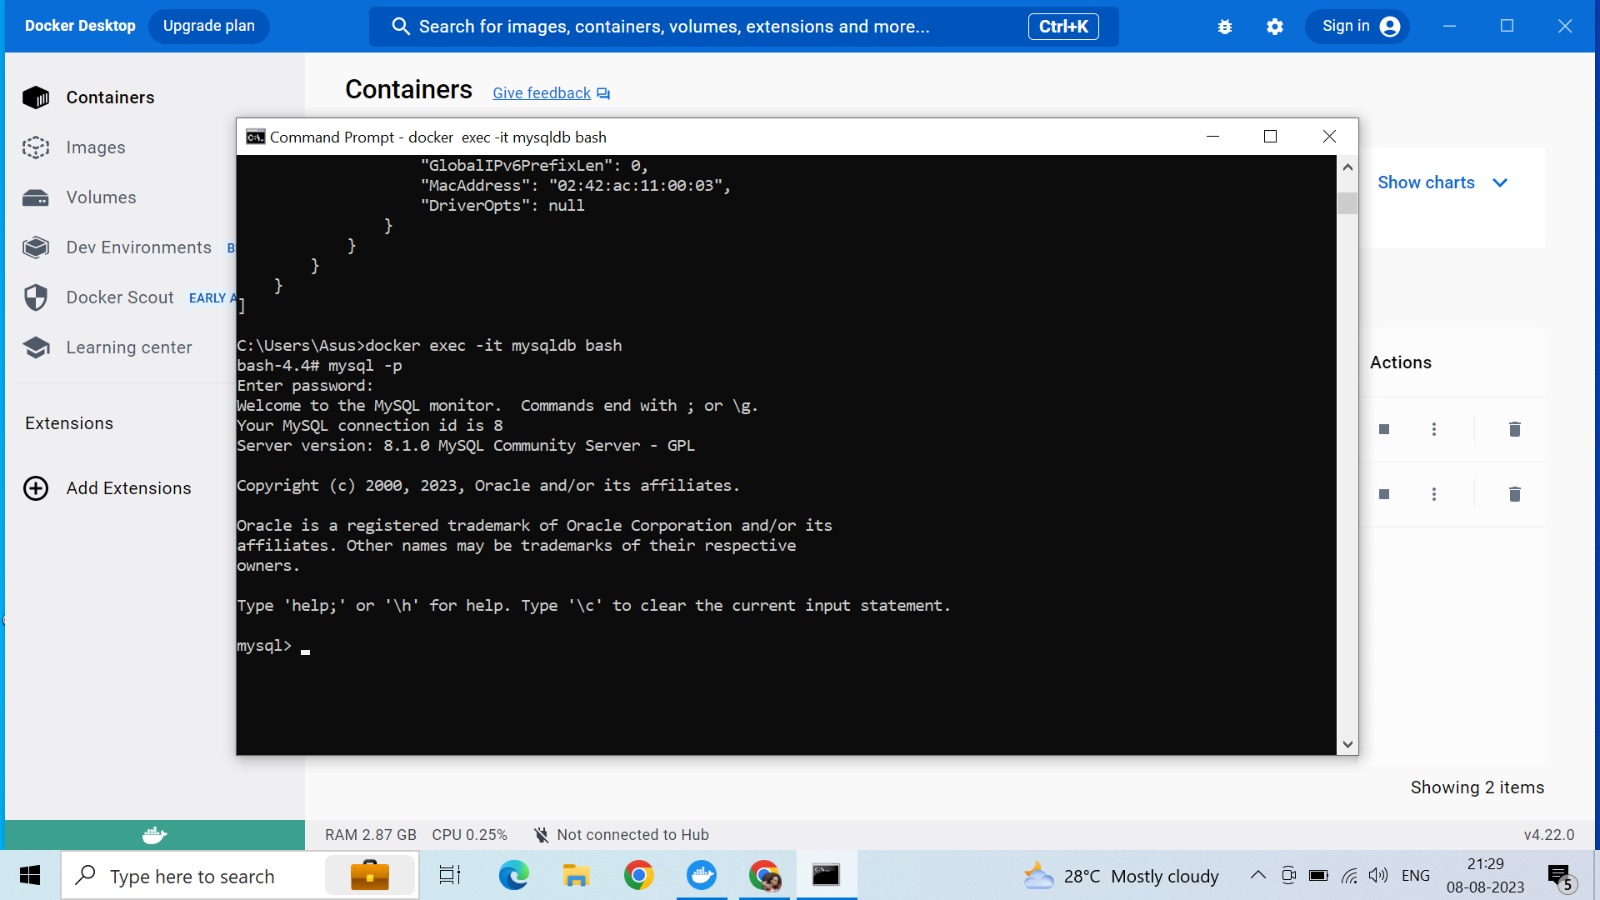 Docker Desktop Upgrade plan Search for images, containers, volumes, extensions and more... Ctrl+K Sign in
Containers
Images
Volumes
Dev Environments B
Docker Scout EARLY A
Learning center
Extensions
Add Extensions
Containers Give feedback
Show charts
Actions
Command Prompt - docker  exec -it mysqldb bash
"GlobalIPv6PrefixLen": 0,
"MacAddress": "02:42:ac:11:00:03",
"DriverOpts": null
}
}
}
}
]
C:\Users\Asus>docker exec -it mysqldb bash
bash-4.4# mysql -p
Enter password:
Welcome to the MySQL monitor.  Commands end with ; or \g.
Your MySQL connection id is 8
Server version: 8.1.0 MySQL Community Server - GPL
Copyright (c) 2000, 2023, Oracle and/or its affiliates.
Oracle is a registered trademark of Oracle Corporation and/or its
affiliates. Other names may be trademarks of their respective
owners.
Type 'help;' or '\h' for help. Type '\c' to clear the current input statement.
mysql> _
Showing 2 items
RAM 2.87 GB CPU 0.25% Not connected to Hub v4.22.0
Type here to search 28°C Mostly cloudy ENG 21:29
08-08-2023
5